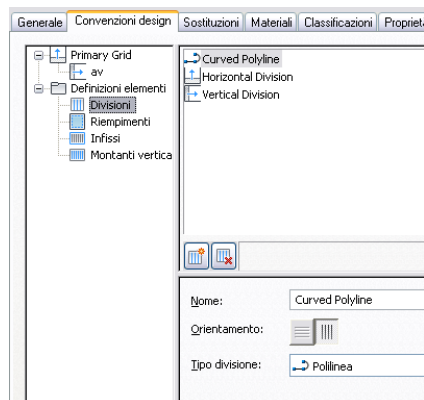 Generale Convenzioni design Sostituzioni Materiali Classificazioni
Primary Grid
av
Definizioni elementi
Divisioni
Riempimenti
Infissi
Montanti vertica
Curved Polyline
Horizontal Division
Vertical Division
Nome: Curved Polyline
Orientamento:
Tipo divisione: Polilinea